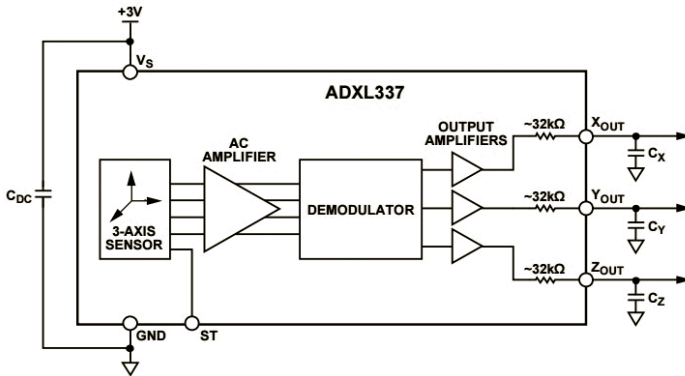 +3V
VS
ADXL337
AC
AMPLIFIER
OUTPUT
AMPLIFIERS
~32kΩ
XOUT
CX
CDC
3-AXIS
SENSOR
DEMODULATOR
~32kΩ
YOUT
CY
~32kΩ
ZOUT
CZ
GND
ST